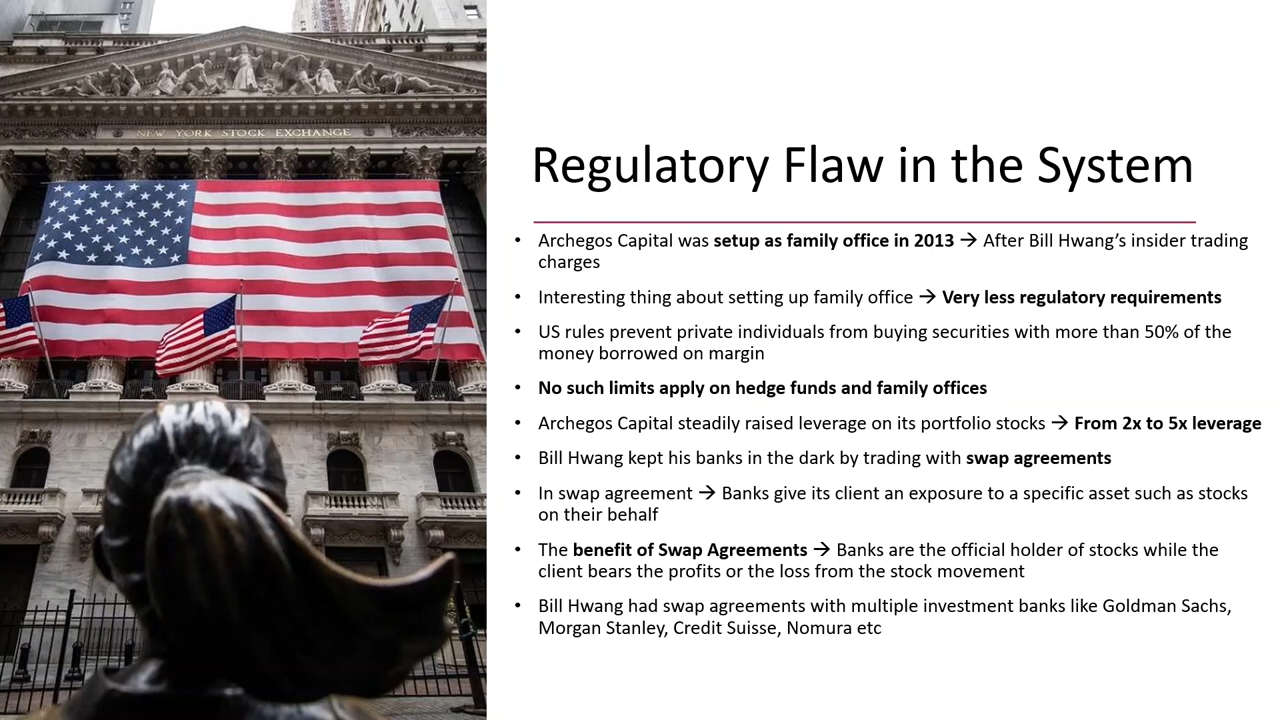 NEW YORK STOCK EXCHANGE
Regulatory Flaw in the System
• Archegos Capital was setup as family office in 2013 → After Bill Hwang’s insider trading
charges
• Interesting thing about setting up family office → Very less regulatory requirements
• US rules prevent private individuals from buying securities with more than 50% of the
money borrowed on margin
• No such limits apply on hedge funds and family offices
• Archegos Capital steadily raised leverage on its portfolio stocks → From 2x to 5x leverage
• Bill Hwang kept his banks in the dark by trading with swap agreements
• In swap agreement → Banks give its client an exposure to a specific asset such as stocks
on their behalf
• The benefit of Swap Agreements → Banks are the official holder of stocks while the
client bears the profits or the loss from the stock movement
• Bill Hwang had swap agreements with multiple investment banks like Goldman Sachs,
Morgan Stanley, Credit Suisse, Nomura etc